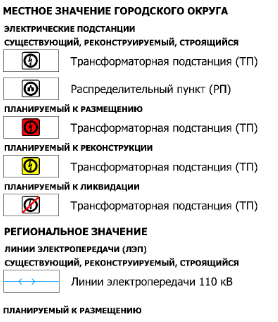 МЕСТНОЕ ЗНАЧЕНИЕ ГОРОДСКОГО ОКРУГА
ЭЛЕКТРИЧЕСКИЕ ПОДСТАНЦИИ
СУЩЕСТВУЮЩИЙ, РЕКОНСТРУИРУЕМЫЙ, СТРОЯЩИЙСЯ
Трансформаторная подстанция (ТП)
Распределительный пункт (РП)
ПЛАНИРУЕМЫЙ К РАЗМЕЩЕНИЮ
Трансформаторная подстанция (ТП)
ПЛАНИРУЕМЫЙ К РЕКОНСТРУКЦИИ
Трансформаторная подстанция (ТП)
ПЛАНИРУЕМЫЙ К ЛИКВИДАЦИИ
Трансформаторная подстанция (ТП)
РЕГИОНАЛЬНОЕ ЗНАЧЕНИЕ
ЛИНИИ ЭЛЕКТРОПЕРЕДАЧИ (ЛЭП)
СУЩЕСТВУЮЩИЙ, РЕКОНСТРУИРУЕМЫЙ, СТРОЯЩИЙСЯ
Линии электропередачи 110 кВ
ПЛАНИРУЕМЫЙ К РАЗМЕЩЕНИЮ